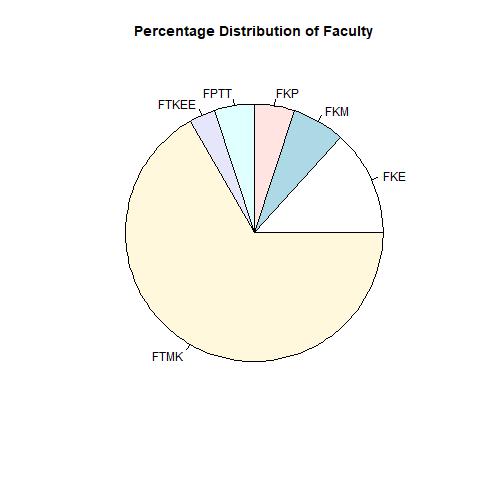 Percentage Distribution of Faculty
FPTT
FKP
FTKEE
FKM
FKE
FTMK